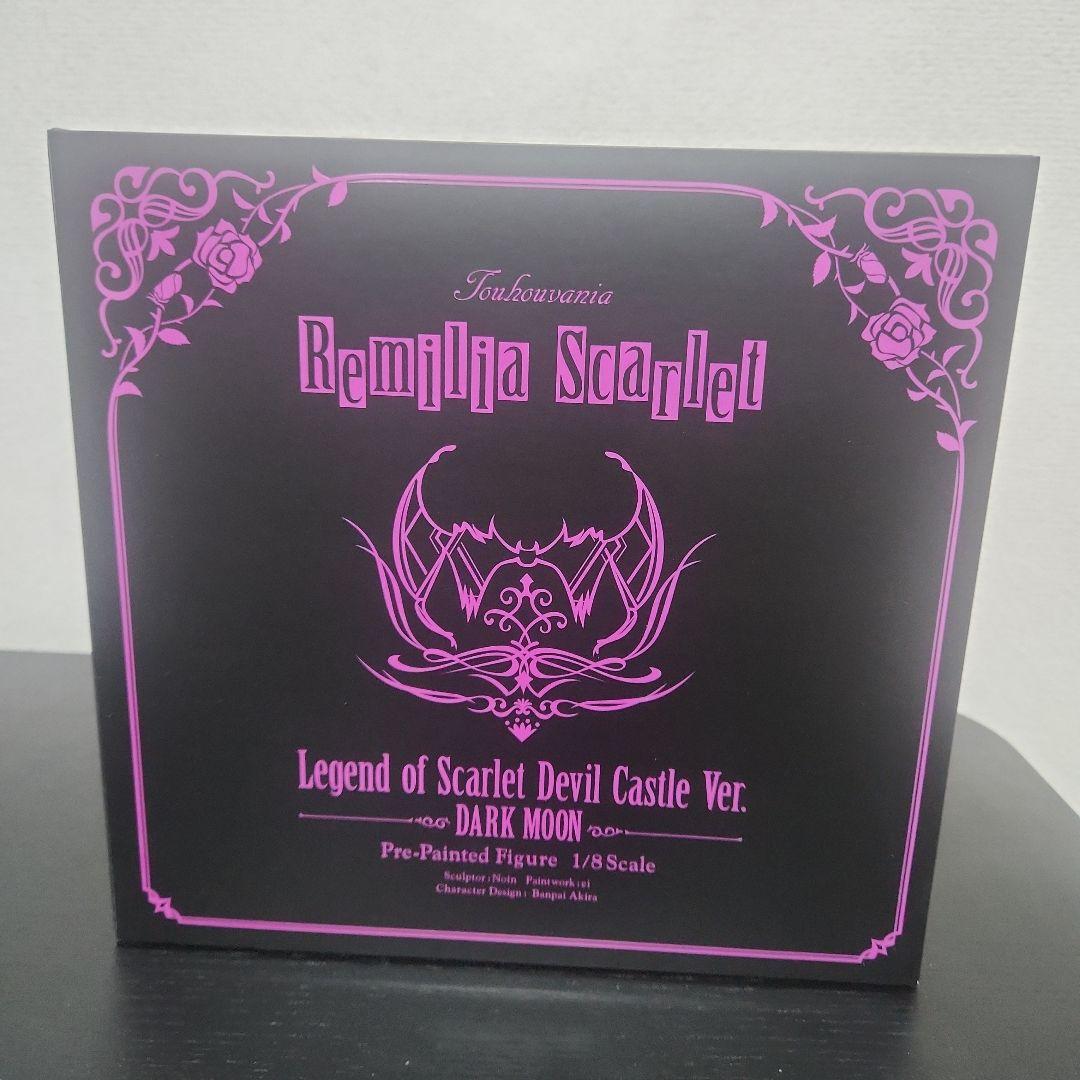 Touhouvania
Remilia Scarlet
Legend of Scarlet Devil Castle Ver.
DARK MOON
Pre-Painted Figure 1/8 Scale
Sculptor : Noin Paintwork : ei
Character Design : Banpai Akira